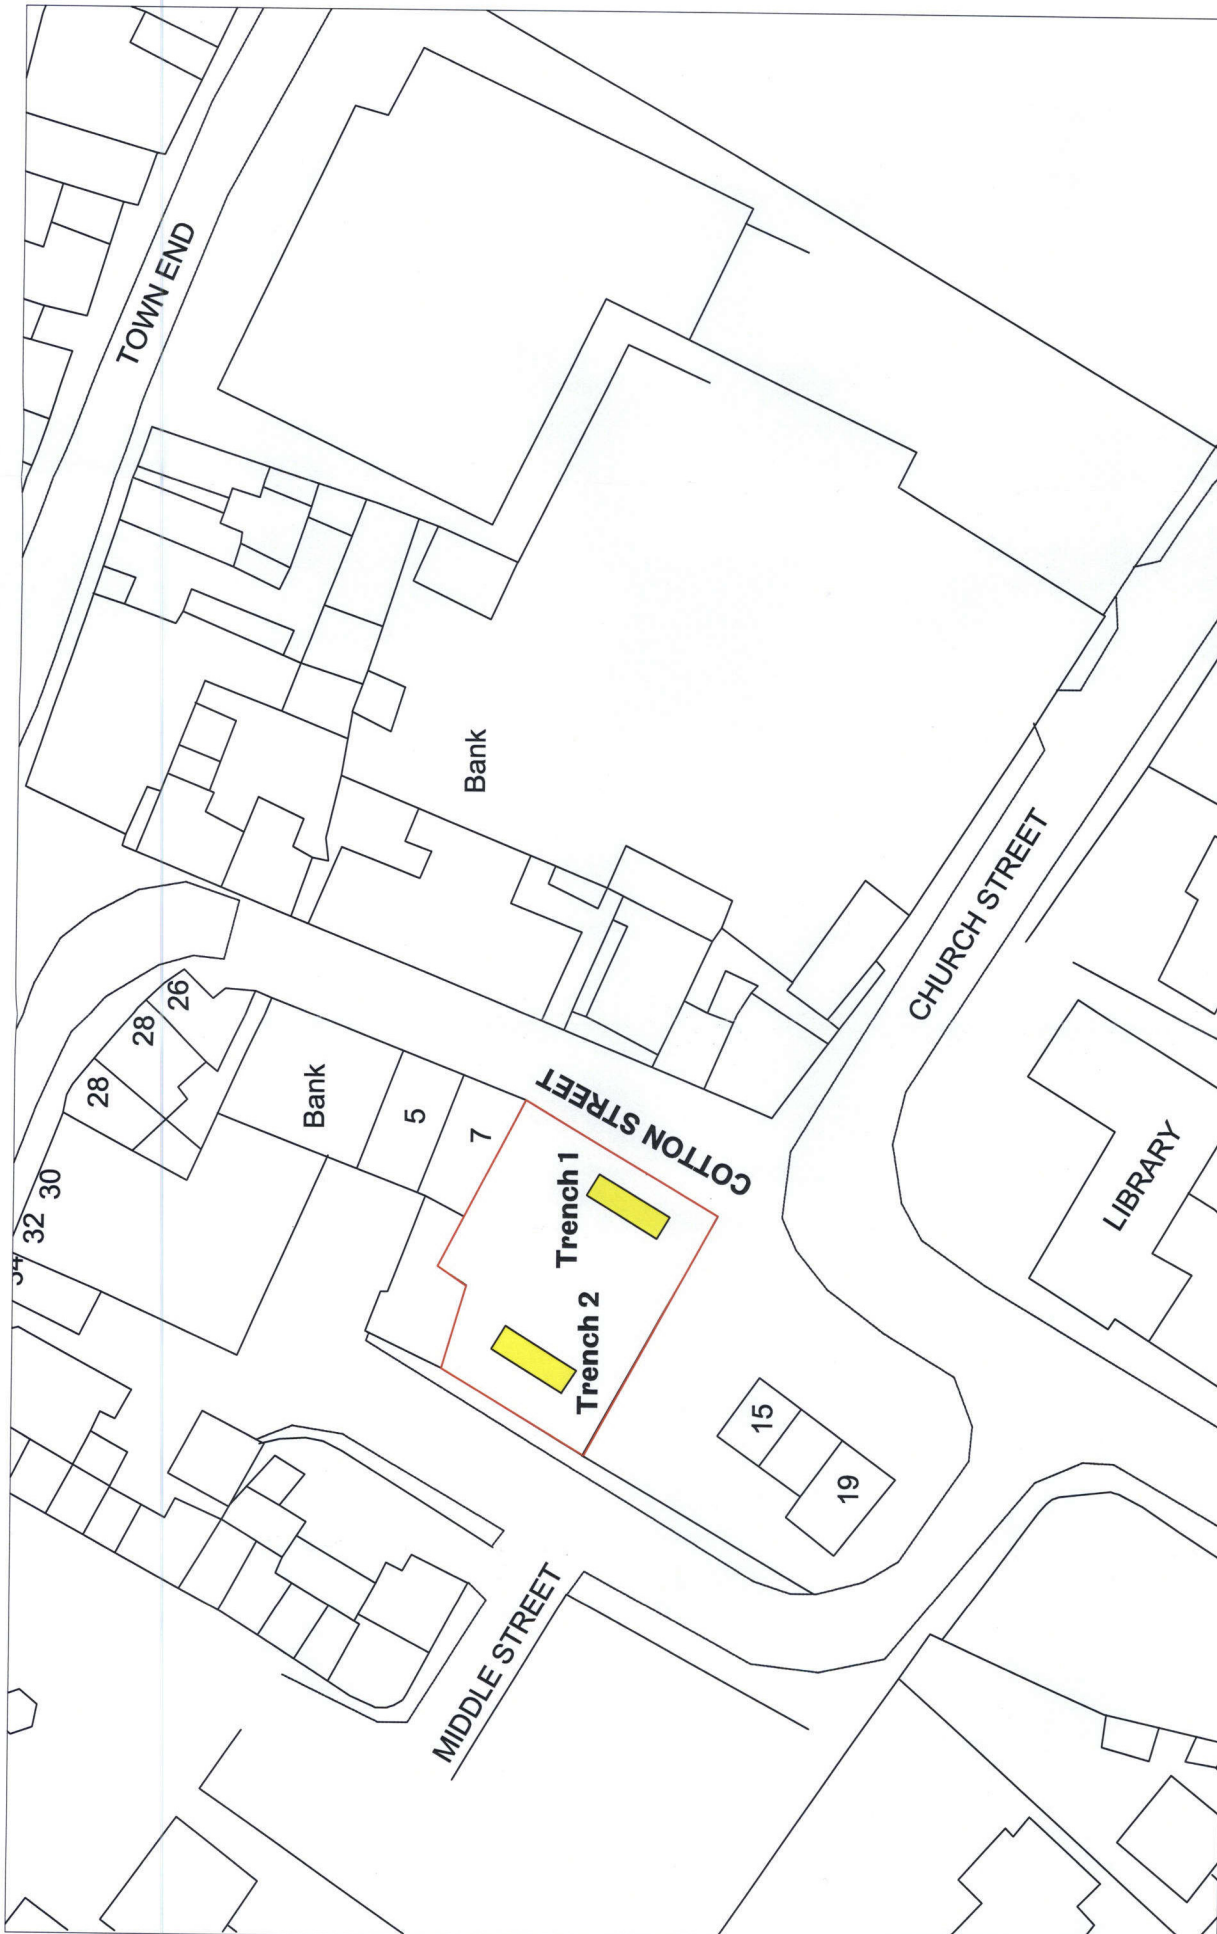 TOWN END
Bank
CHURCH STREET
26
28
28
Bank
30
32
5
7
COTTON STREET
Trench 1
Trench 2
LIBRARY
15
19
MIDDLE STREET